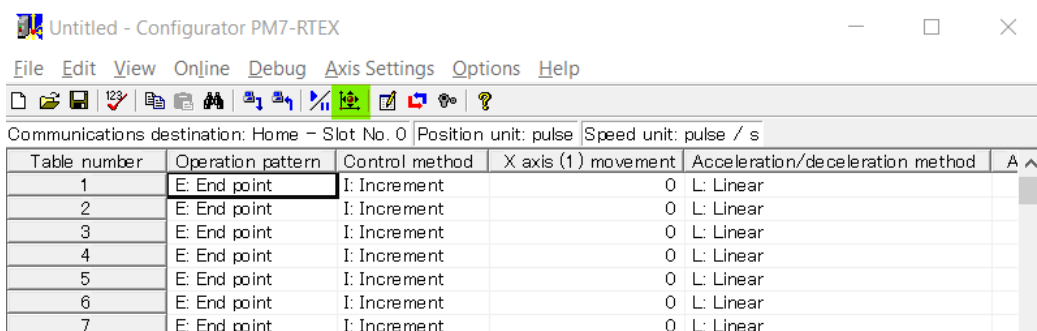 Untitled - Configurator PM7-RTEX
File Edit View Online Debug Axis Settings Options Help
123
Communications destination: Home - Slot No. 0 Position unit: pulse Speed unit: pulse / s
Table number Operation pattern Control method X axis (1) movement Acceleration/deceleration method A
1 E: End point I: Increment 0 L: Linear
2 E: End point I: Increment 0 L: Linear
3 E: End point I: Increment 0 L: Linear
4 E: End point I: Increment 0 L: Linear
5 E: End point I: Increment 0 L: Linear
6 E: End point I: Increment 0 L: Linear
7 E: End point I: Increment 0 L: Linear